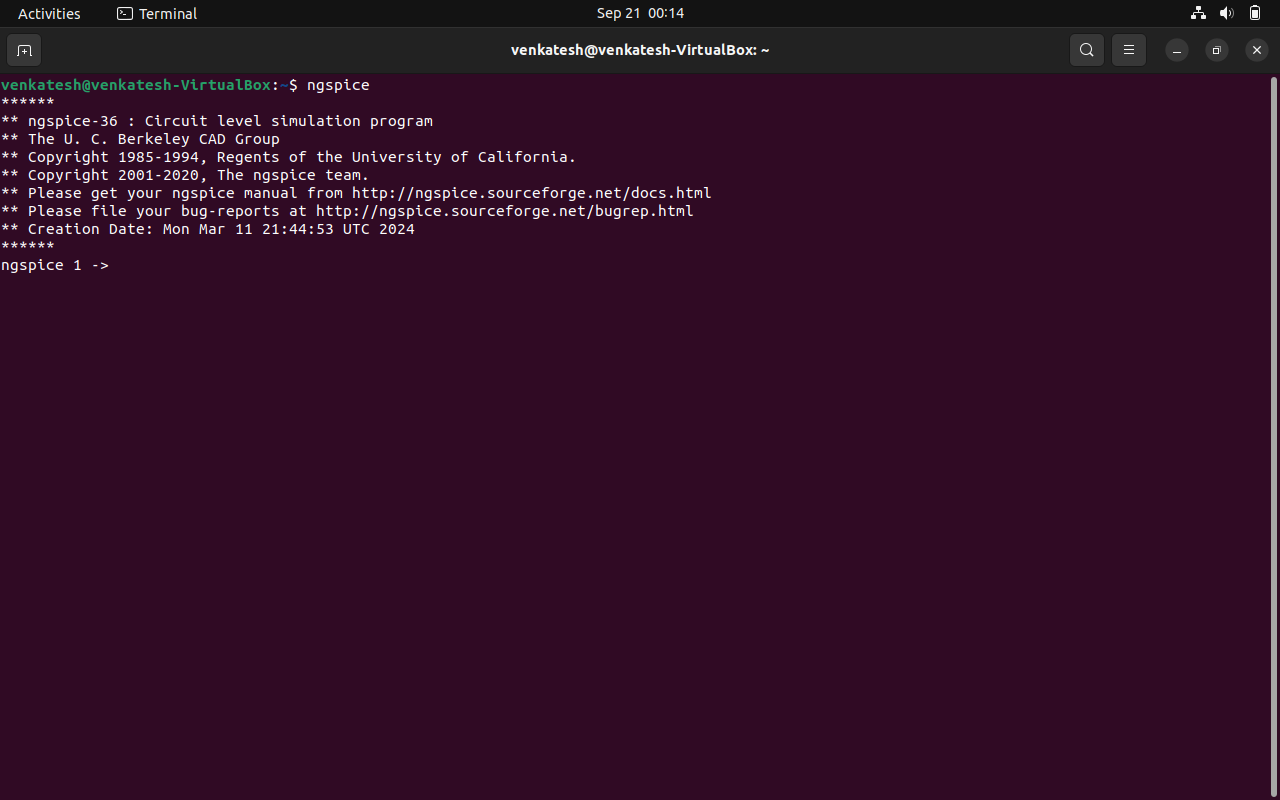 Activities Terminal Sep 21 00:14
venkatesh@venkatesh-VirtualBox: ~
venkatesh@venkatesh-VirtualBox:~$ ngspice
******
** ngspice-36 : Circuit level simulation program
** The U. C. Berkeley CAD Group
** Copyright 1985-1994, Regents of the University of California.
** Copyright 2001-2020, The ngspice team.
** Please get your ngspice manual from http://ngspice.sourceforge.net/docs.html
** Please file your bug-reports at http://ngspice.sourceforge.net/bugrep.html
** Creation Date: Mon Mar 11 21:44:53 UTC 2024
******
ngspice 1 ->